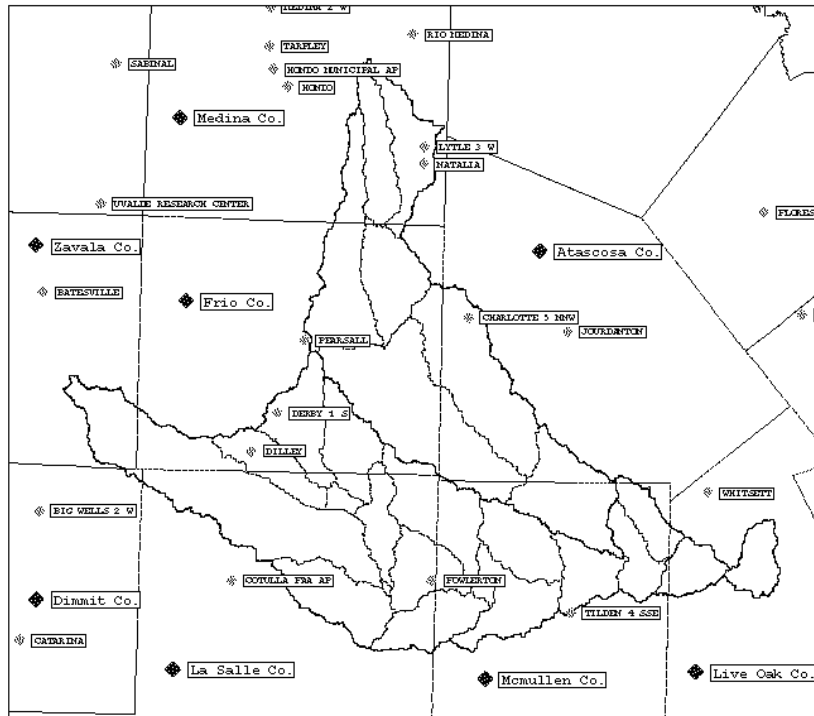 MEDINA 2 W
RIO MEDINA
TARPLEY
SABINAL
HONDO MUNICIPAL AP
HONDO
Medina Co.
LYTLE 3 W
NATALIA
UVALDE RESEARCH CENTER
FLORES
Zavala Co.
Atascosa Co.
BATESVILLE
Frio Co.
CHARLOTTE 5 NNW
JOURDANTON
PEARSALL
DERBY 1 S
DILLEY
WHITSETT
BIG WELLS 2 W
COTULLA FAA AP
FOWLERTON
Dimmit Co.
TILDEN 4 SSE
CATARINA
La Salle Co.
Mcmullen Co.
Live Oak Co.